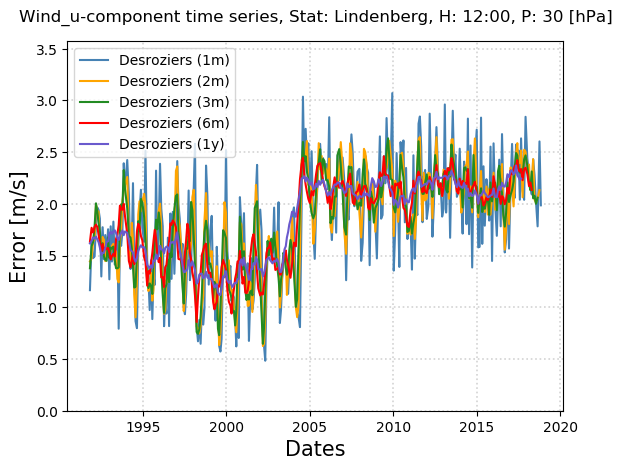 Wind_u-component time series, Stat: Lindenberg, H: 12:00, P: 30 [hPa]
Error [m/s]
3.5
3.0
2.5
2.0
1.5
1.0
0.5
0.0
Desroziers (1m)
Desroziers (2m)
Desroziers (3m)
Desroziers (6m)
Desroziers (1y)
1995 2000 2005 2010 2015 2020
Dates